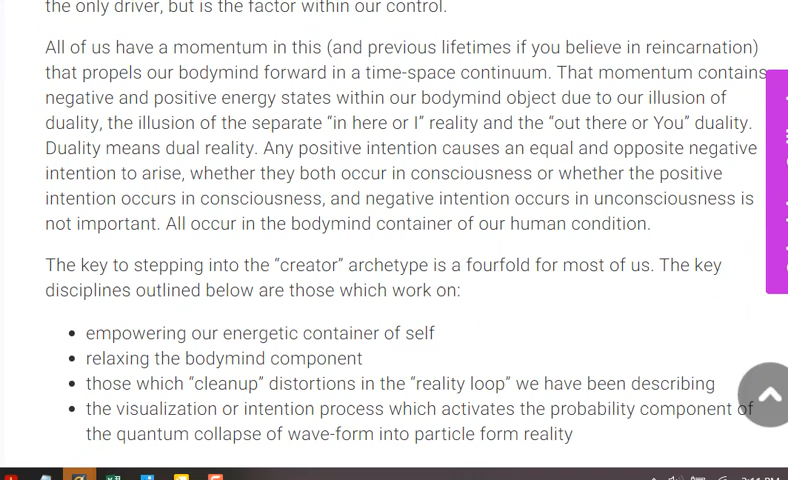 the only driver, but is the factor within our control.
All of us have a momentum in this (and previous lifetimes if you believe in reincarnation)
that propels our bodymind forward in a time-space continuum. That momentum contains
negative and positive energy states within our bodymind object due to our illusion of
duality, the illusion of the separate “in here or I” reality and the “out there or You” duality.
Duality means dual reality. Any positive intention causes an equal and opposite negative
intention to arise, whether they both occur in consciousness or whether the positive
intention occurs in consciousness, and negative intention occurs in unconsciousness is
not important. All occur in the bodymind container of our human condition.
The key to stepping into the “creator” archetype is a fourfold for most of us. The key
disciplines outlined below are those which work on:
• empowering our energetic container of self
• relaxing the bodymind component
• those which “cleanup” distortions in the “reality loop” we have been describing
• the visualization or intention process which activates the probability component of
the quantum collapse of wave-form into particle form reality